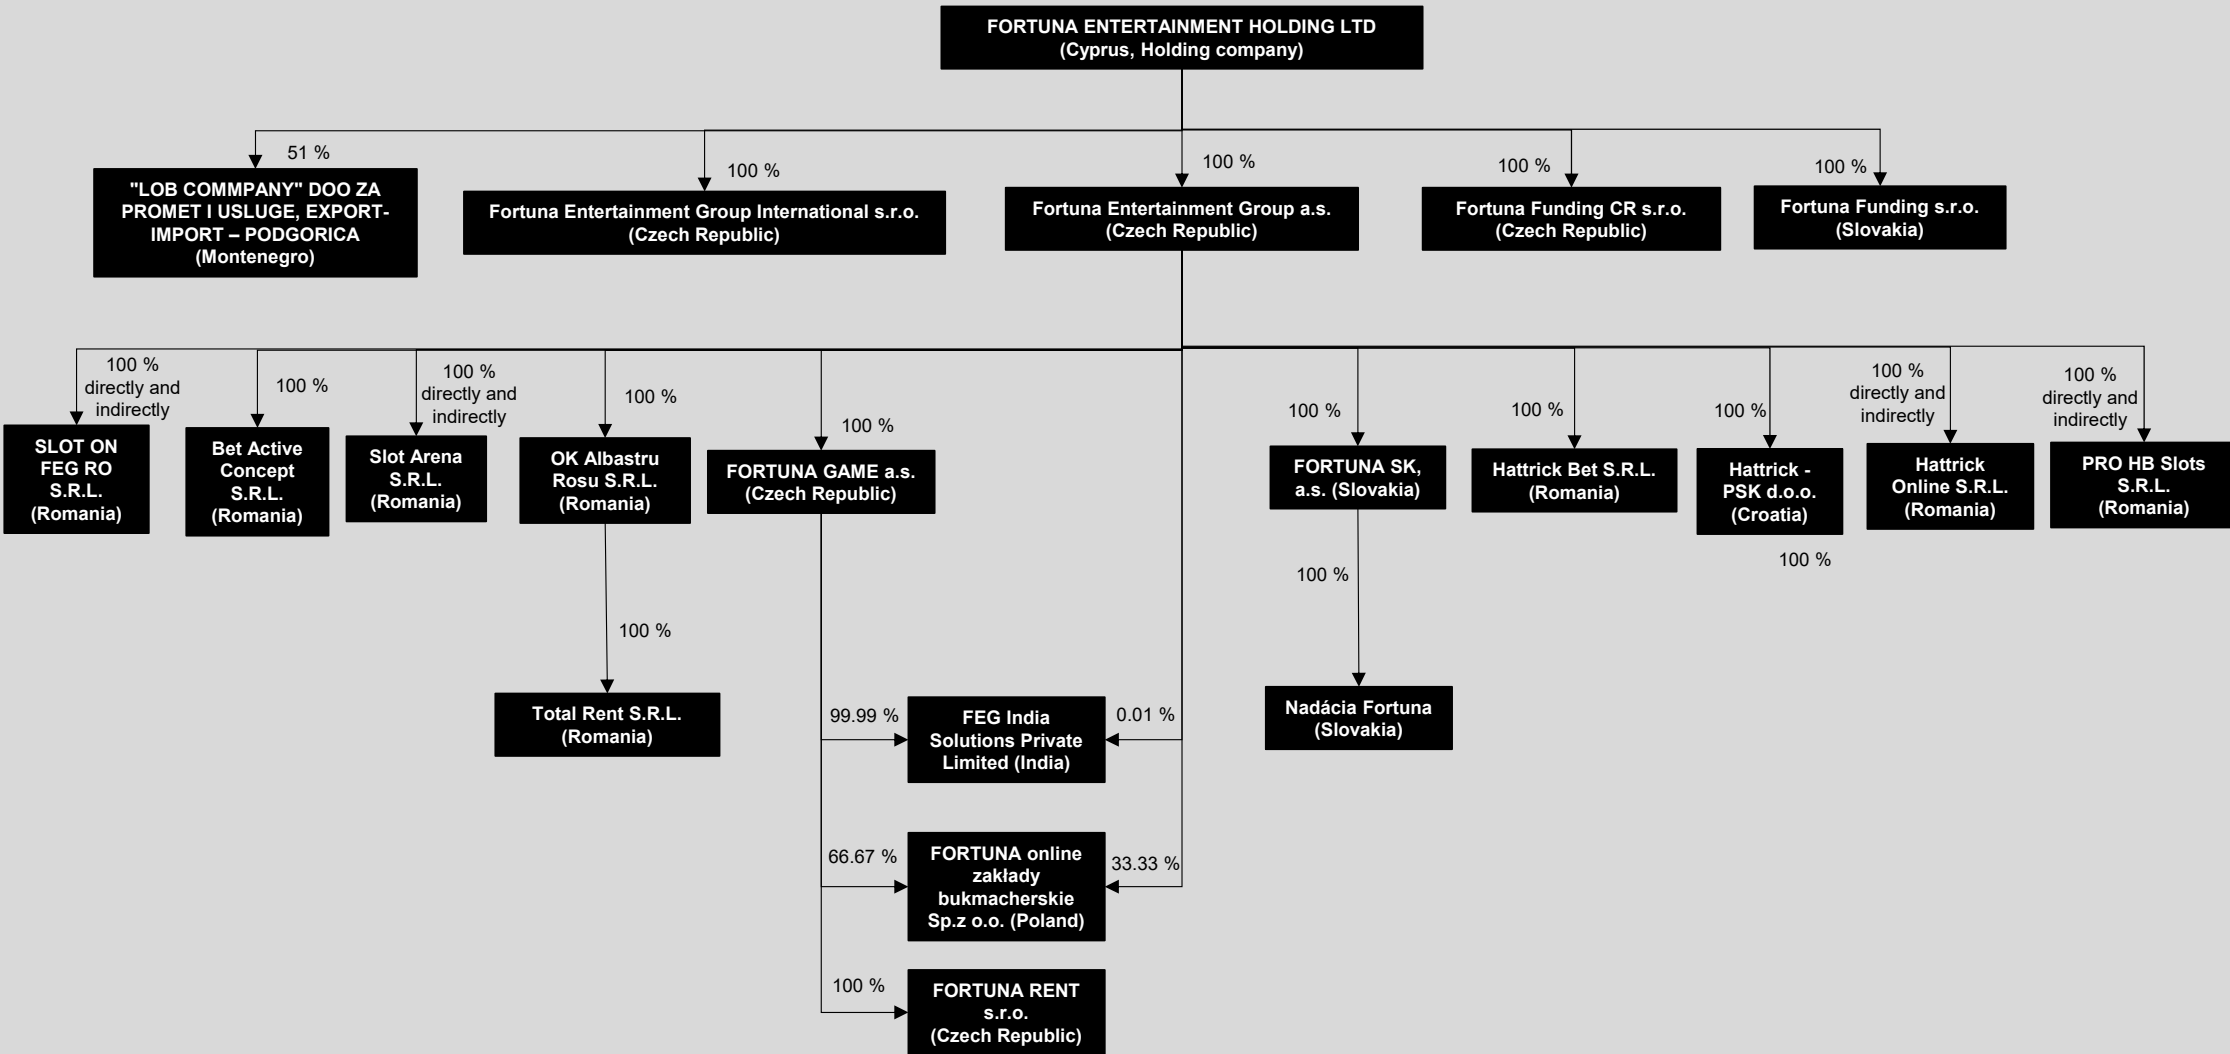 FORTUNA ENTERTAINMENT HOLDING LTD
(Cyprus, Holding company)
51 %
100 %
100 %
100 %
100 %
"LOB COMMPANY" DOO ZA
PROMET I USLUGE, EXPORT-
IMPORT – PODGORICA
(Montenegro)
Fortuna Entertainment Group International s.r.o.
(Czech Republic)
Fortuna Entertainment Group a.s.
(Czech Republic)
Fortuna Funding CR s.r.o.
(Czech Republic)
Fortuna Funding s.r.o.
(Slovakia)
100 %
directly and
indirectly
100 %
100 %
directly and
indirectly
100 %
100 %
100 %
100 %
100 %
100 %
directly and
indirectly
100 %
directly and
indirectly
SLOT ON
FEG RO
S.R.L.
(Romania)
Bet Active
Concept
S.R.L.
(Romania)
Slot Arena
S.R.L.
(Romania)
OK Albastru
Rosu S.R.L.
(Romania)
FORTUNA GAME a.s.
(Czech Republic)
FORTUNA SK,
a.s. (Slovakia)
Hattrick Bet S.R.L.
(Romania)
Hattrick -
PSK d.o.o.
(Croatia)
Hattrick
Online S.R.L.
(Romania)
PRO HB Slots
S.R.L.
(Romania)
100 %
100 %
100 %
Total Rent S.R.L.
(Romania)
99.99 %
FEG India
Solutions Private
Limited (India)
0.01 %
Nadácia Fortuna
(Slovakia)
66.67 %
FORTUNA online
zakłady
bukmacherskie
Sp.z o.o. (Poland)
33.33 %
100 %
FORTUNA RENT
s.r.o.
(Czech Republic)